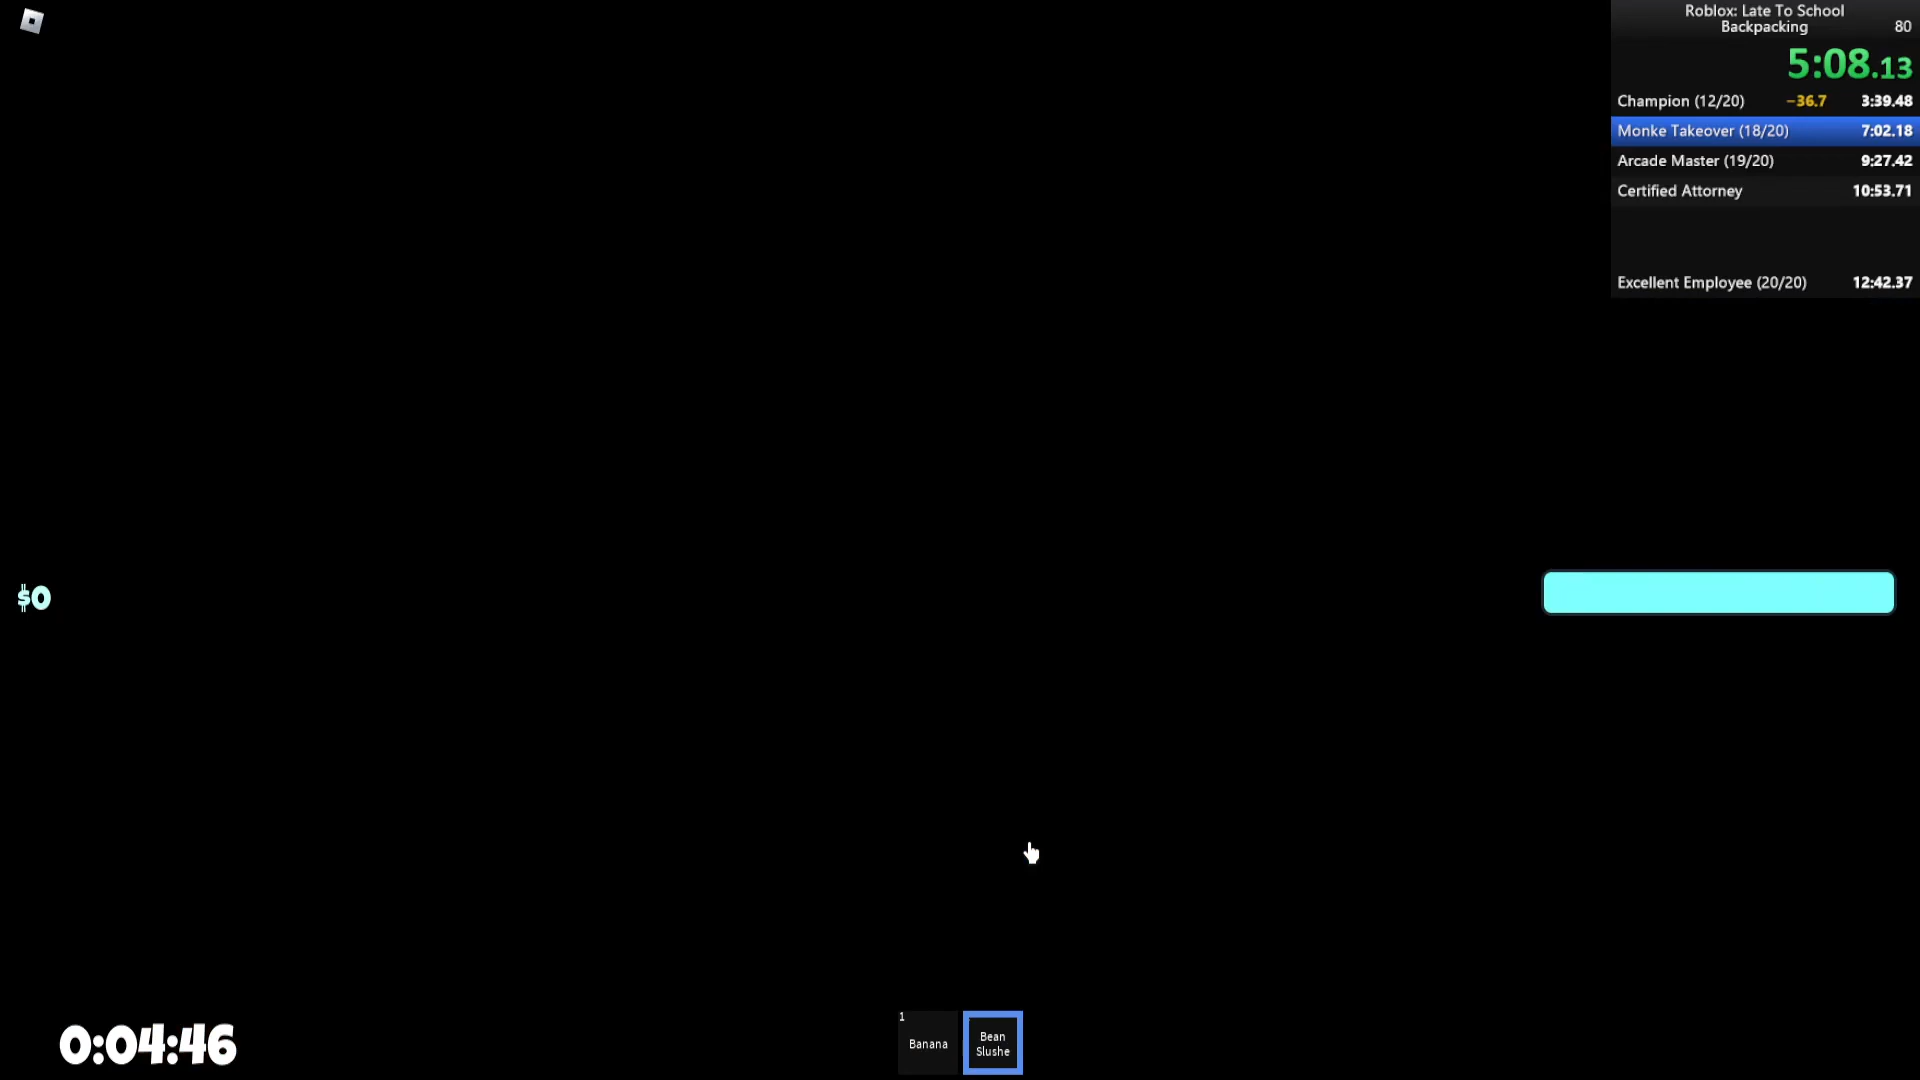 Roblox: Late To School
Backpacking 80
5:08.13
Champion (12/20) −36.7 3:39.48
Monke Takeover (18/20) 7:02.18
Arcade Master (19/20) 9:27.42
Certified Attorney 10:53.71
Excellent Employee (20/20) 12:42.37
$0
0:04:46
1
Banana
Bean
Slushe